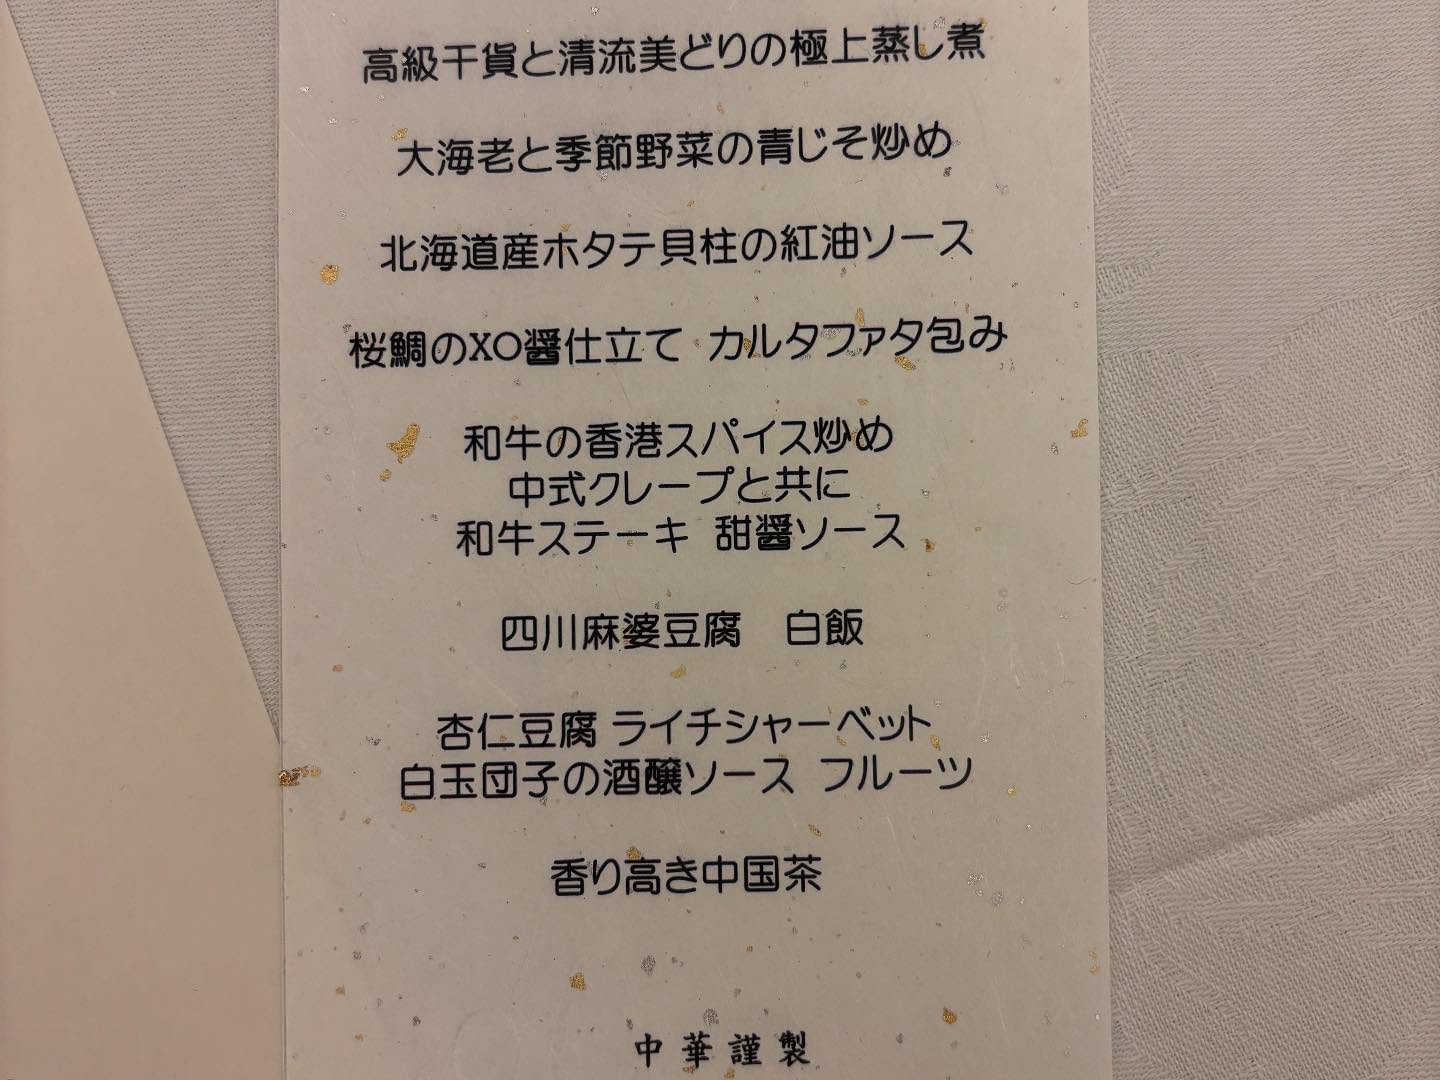 高級干貨と清流美どりの極上蒸し煮
大海老と季節野菜の青じそ炒め
北海道産ホタテ貝柱の紅油ソース
桜鯛のXO醤仕立て カルタファタ包み
和牛の香港スパイス炒め
中式クレープと共に
和牛ステーキ 甜醤ソース
四川麻婆豆腐　白飯
杏仁豆腐 ライチシャーベット
白玉団子の酒醸ソース フルーツ
香り高き中国茶
中華謹製